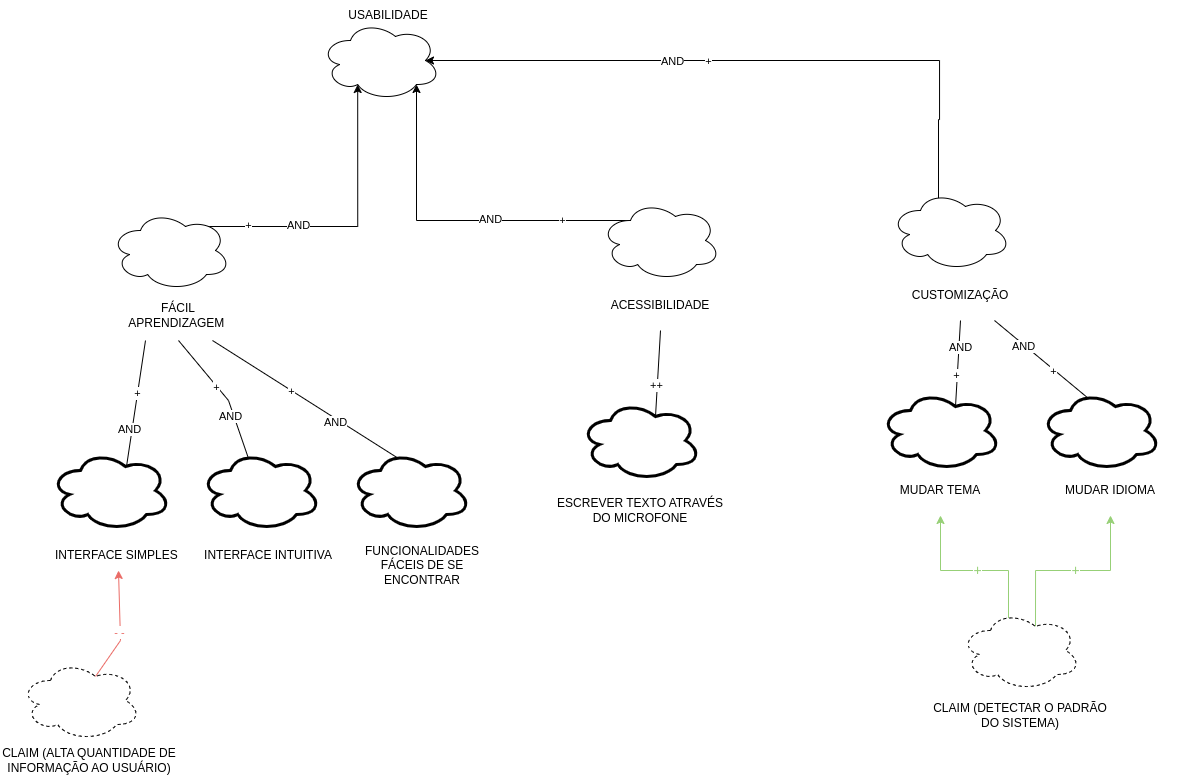 USABILIDADE
AND
+
+
AND
AND
+
FÁCIL
APRENDIZAGEM
ACESSIBILIDADE
CUSTOMIZAÇÃO
+
AND
+
AND
+
AND
++
AND
+
AND
+
INTERFACE SIMPLES
INTERFACE INTUITIVA
FUNCIONALIDADES
FÁCEIS DE SE
ENCONTRAR
ESCREVER TEXTO ATRAVÉS
DO MICROFONE
MUDAR TEMA
MUDAR IDIOMA
- -
+
+
CLAIM (ALTA QUANTIDADE DE
INFORMAÇÃO AO USUÁRIO)
CLAIM (DETECTAR O PADRÃO
DO SISTEMA)